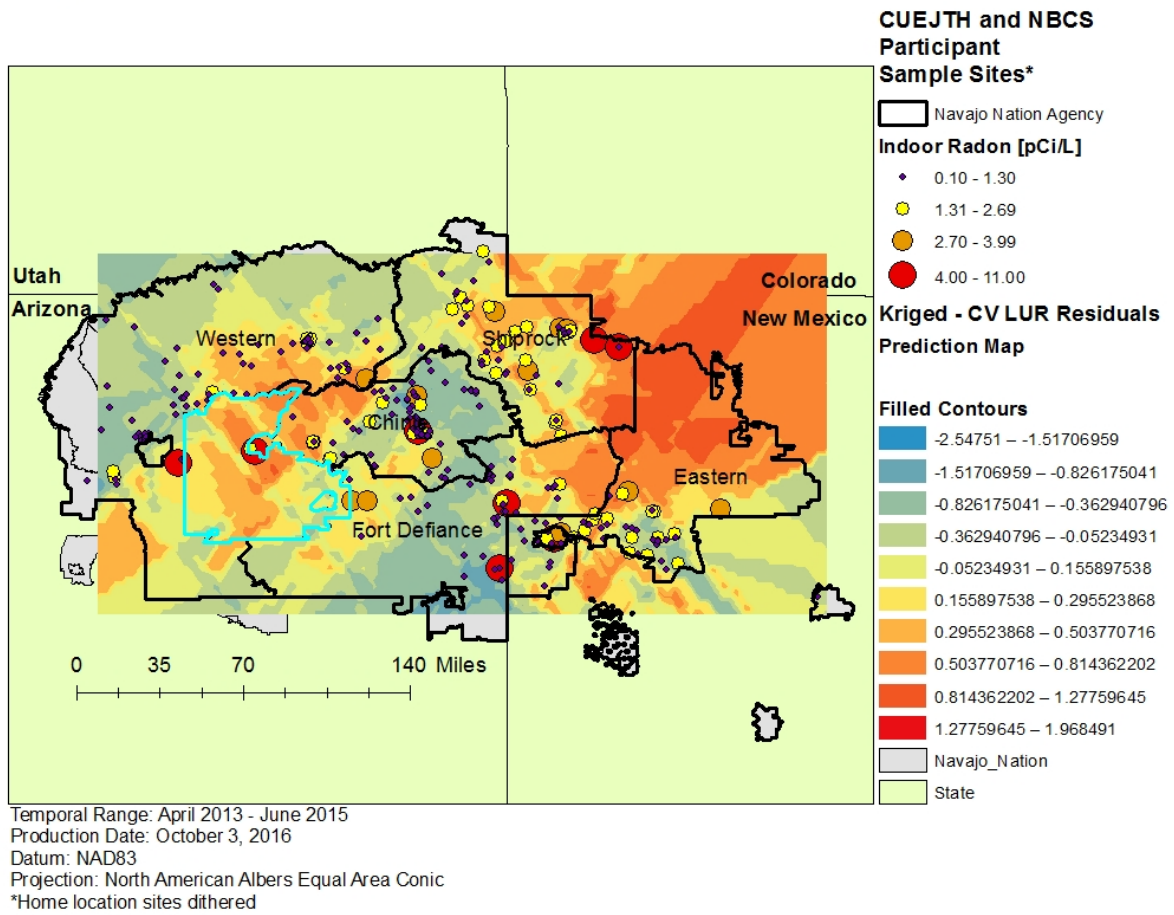 CUEJTH and NBCS
Participant
Sample Sites*
Navajo Nation Agency
Indoor Radon [pCi/L]
0.10 - 1.30
1.31 - 2.69
2.70 - 3.99
4.00 - 11.00
Kriged - CV LUR Residuals
Prediction Map
Filled Contours
-2.54751 – -1.51706959
-1.51706959 – -0.826175041
-0.826175041 – -0.362940796
-0.362940796 – -0.05234931
-0.05234931 – 0.155897538
0.155897538 – 0.295523868
0.295523868 – 0.503770716
0.503770716 – 0.814362202
0.814362202 – 1.27759645
1.27759645 – 1.968491
Navajo_Nation
State
Utah
Colorado
Arizona
New Mexico
Western
Shiprock
Chinle
Eastern
Fort Defiance
0 35 70 140 Miles
Temporal Range: April 2013 - June 2015
Production Date: October 3, 2016
Datum: NAD83
Projection: North American Albers Equal Area Conic
*Home location sites dithered